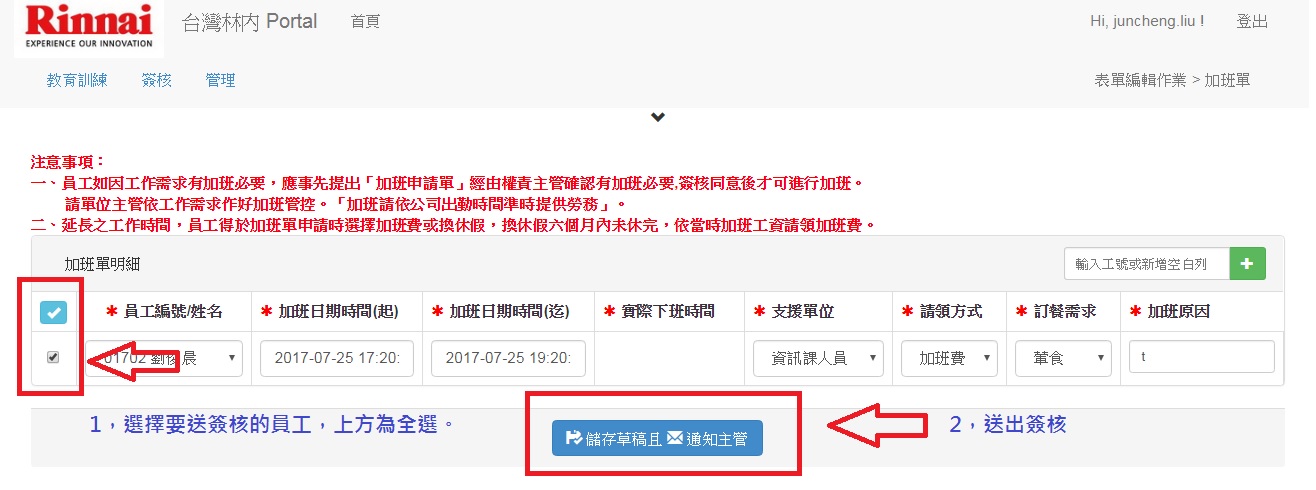 Rinnai
EXPERIENCE OUR INNOVATION
台灣林內 Portal
首頁
Hi, juncheng.liu !
登出
教育訓練
簽核
管理
表單編輯作業 > 加班單
注意事項：
一、員工如因工作需求有加班必要，應事先提出「加班申請單」經由權責主管確認有加班必要,簽核同意後才可進行加班。
請單位主管依工作需求作好加班管控。「加班請依公司出勤時間準時提供勞務」。
二、延長之工作時間，員工得於加班單申請時選擇加班費或換休假，換休假六個月內未休完，依當時加班工資請領加班費。
加班單明細
輸入工號或新增空白列
* 員工編號/姓名
* 加班日期時間(起)
* 加班日期時間(迄)
* 實際下班時間
* 支援單位
* 請領方式
* 訂餐需求
* 加班原因
01702 劉俊晨
2017-07-25 17:20:
2017-07-25 19:20:
資訊課人員
加班費
葷食
t
1，選擇要送簽核的員工，上方為全選。
儲存草稿且 通知主管
2，送出簽核